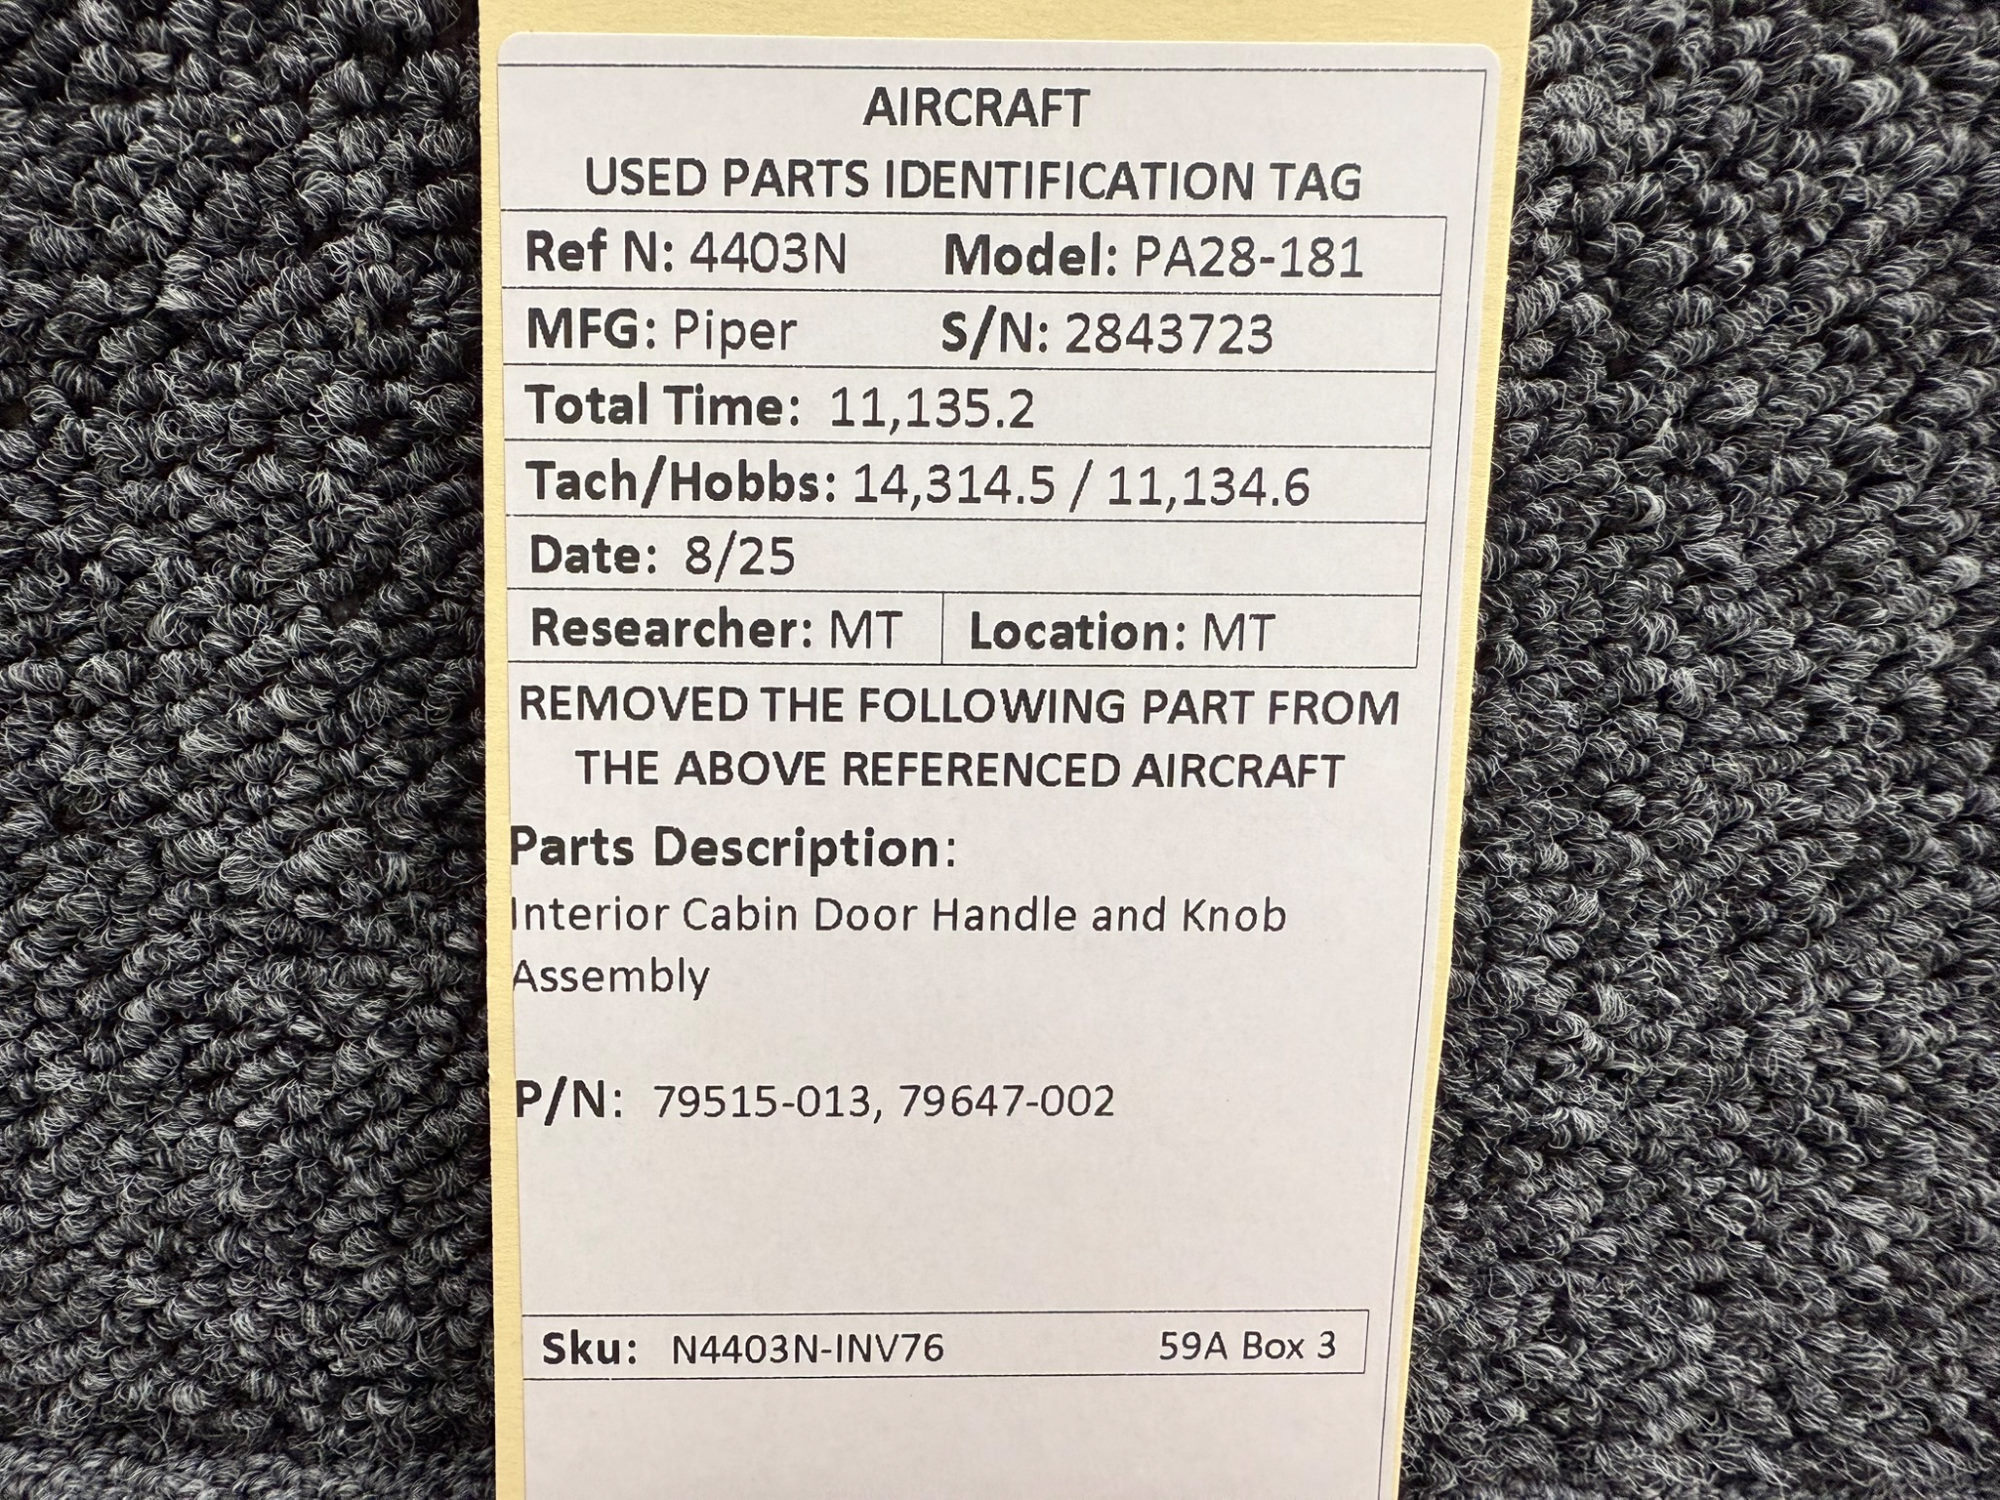 AIRCRAFT
USED PARTS IDENTIFICATION TAG
Ref N: 4403N Model: PA28-181
MFG: Piper S/N: 2843723
Total Time: 11,135.2
Tach/Hobbs: 14,314.5 / 11,134.6
Date: 8/25
Researcher: MT Location: MT
REMOVED THE FOLLOWING PART FROM
THE ABOVE REFERENCED AIRCRAFT
Parts Description:
Interior Cabin Door Handle and Knob
Assembly
P/N: 79515-013, 79647-002
Sku: N4403N-INV76 59A Box 3